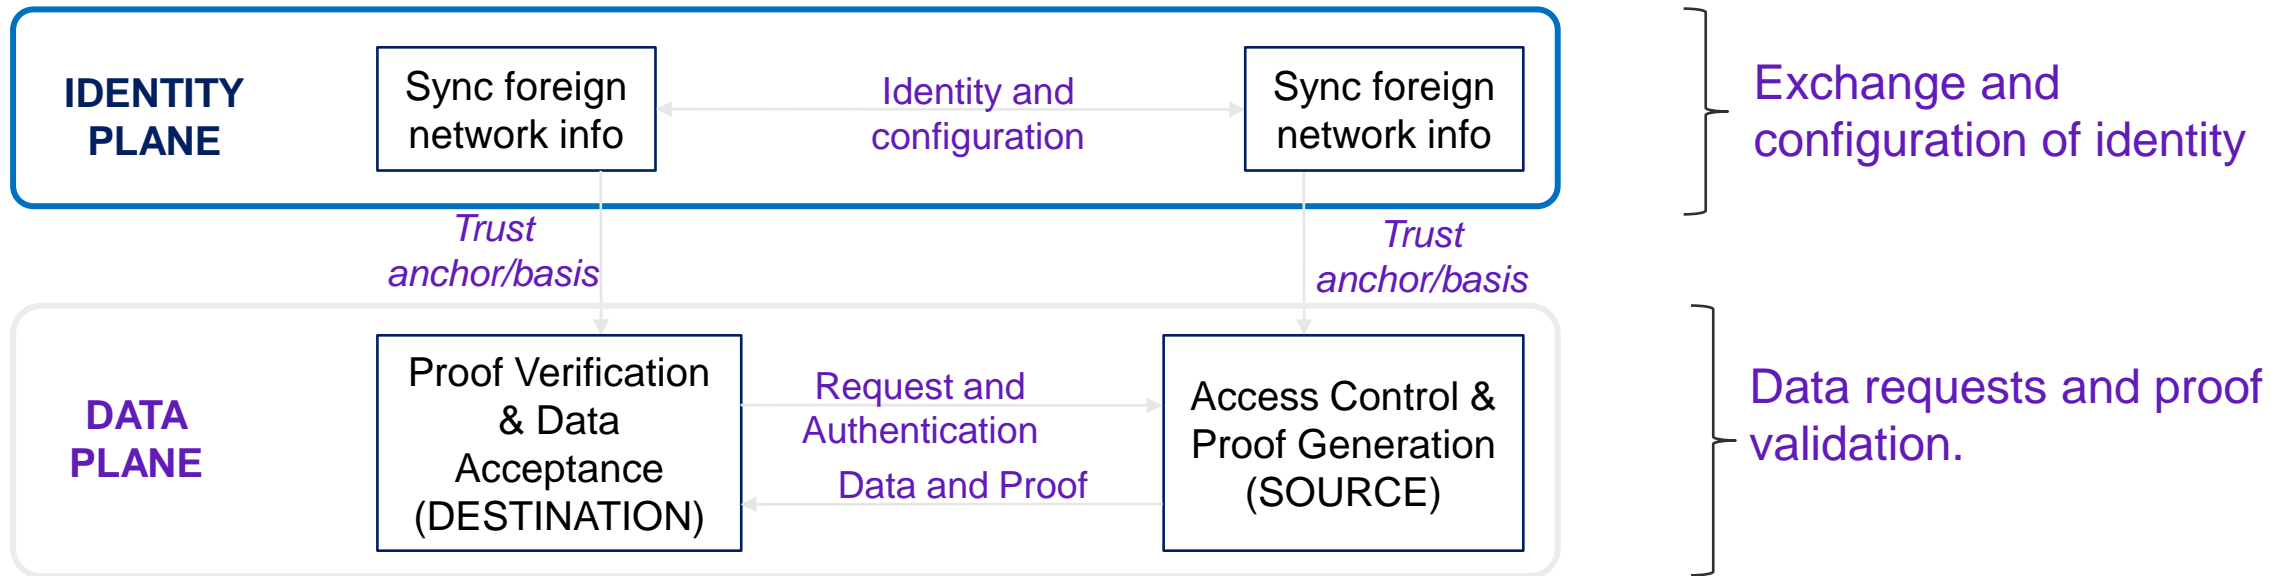 IDENTITY
PLANE
Sync foreign
network info
Identity and
configuration
Sync foreign
network info
Exchange and
configuration of identity
Trust
anchor/basis
Trust
anchor/basis
DATA
PLANE
Proof Verification
& Data
Acceptance
(DESTINATION)
Request and
Authentication
Data and Proof
Access Control &
Proof Generation
(SOURCE)
Data requests and proof
validation.